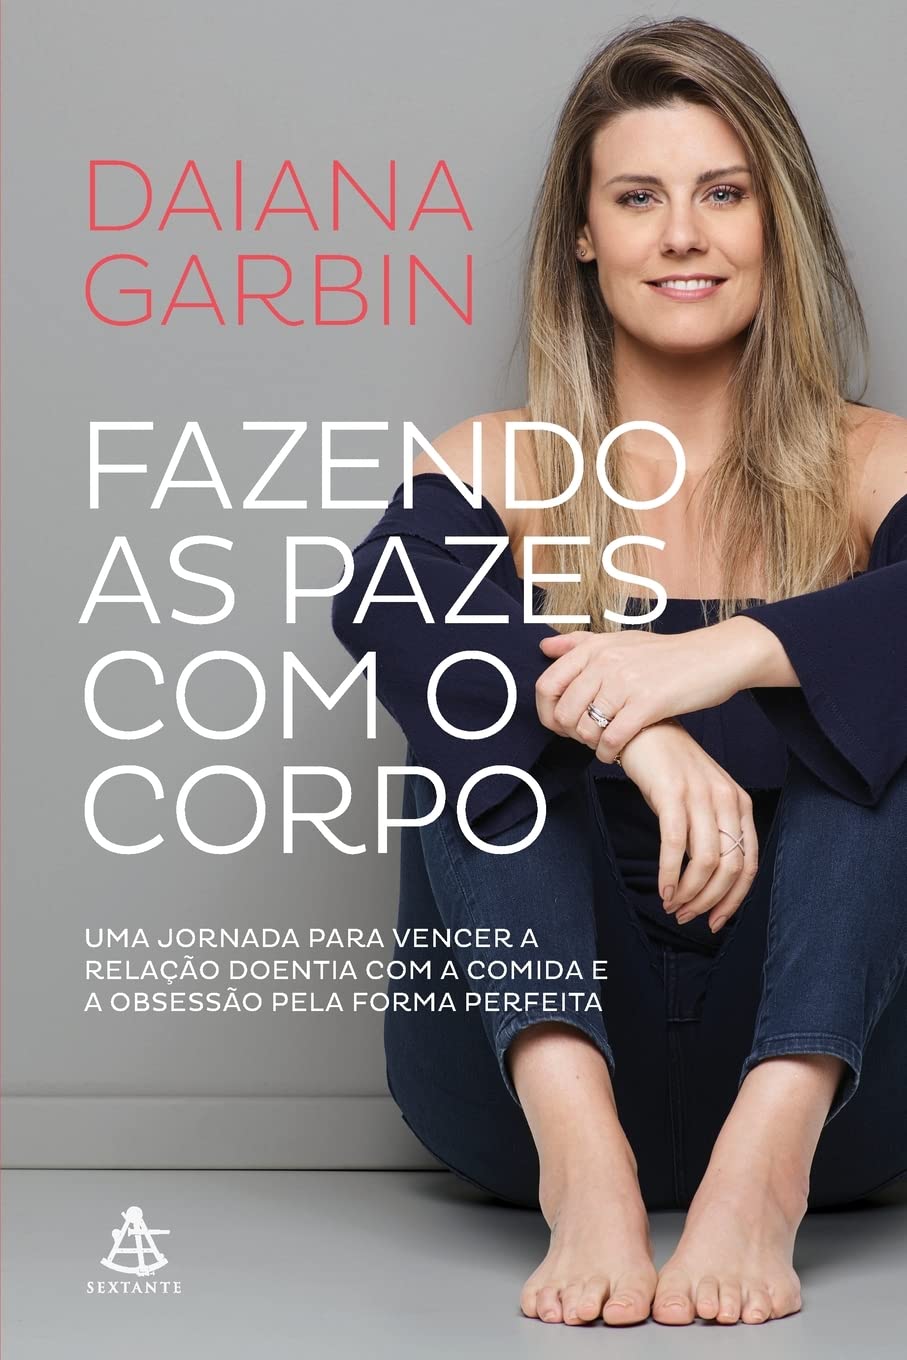 DAIANA
GARBIN
FAZENDO
AS PAZES
COM O
CORPO
UMA JORNADA PARA VENCER A
RELAÇÃO DOENTIA COM A COMIDA E
A OBSESSÃO PELA FORMA PERFEITA
SEXTANTE